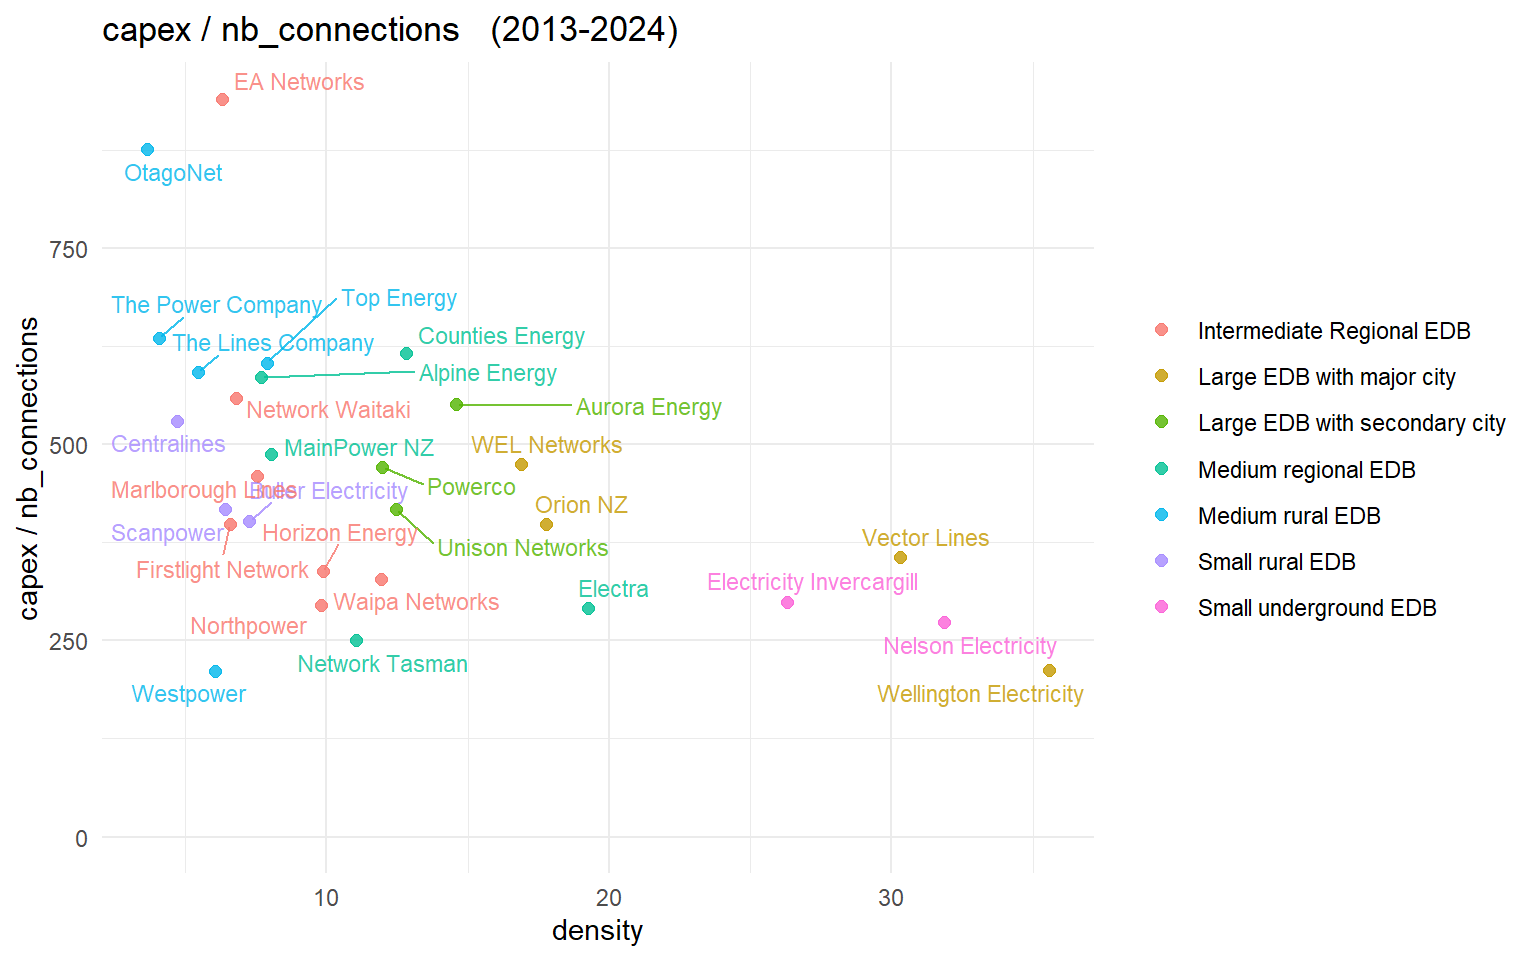 capex / nb_connections (2013-2024)
EA Networks
OtagoNet
750
The Power Company
Top Energy
The Lines Company
Counties Energy
Alpine Energy
Network Waitaki
Aurora Energy
Centralines
500
MainPower NZ
WEL Networks
Marlborough Lines
Buller Electricity
Powerco
Orion NZ
Scanpower
Horizon Energy
Unison Networks
Vector Lines
Firstlight Network
Electricity Invercargill
Electra
Waipa Networks
Northpower
250
Nelson Electricity
Network Tasman
Westpower
Wellington Electricity
0
10
20
30
density
capex / nb_connections
Intermediate Regional EDB
Large EDB with major city
Large EDB with secondary city
Medium regional EDB
Medium rural EDB
Small rural EDB
Small underground EDB